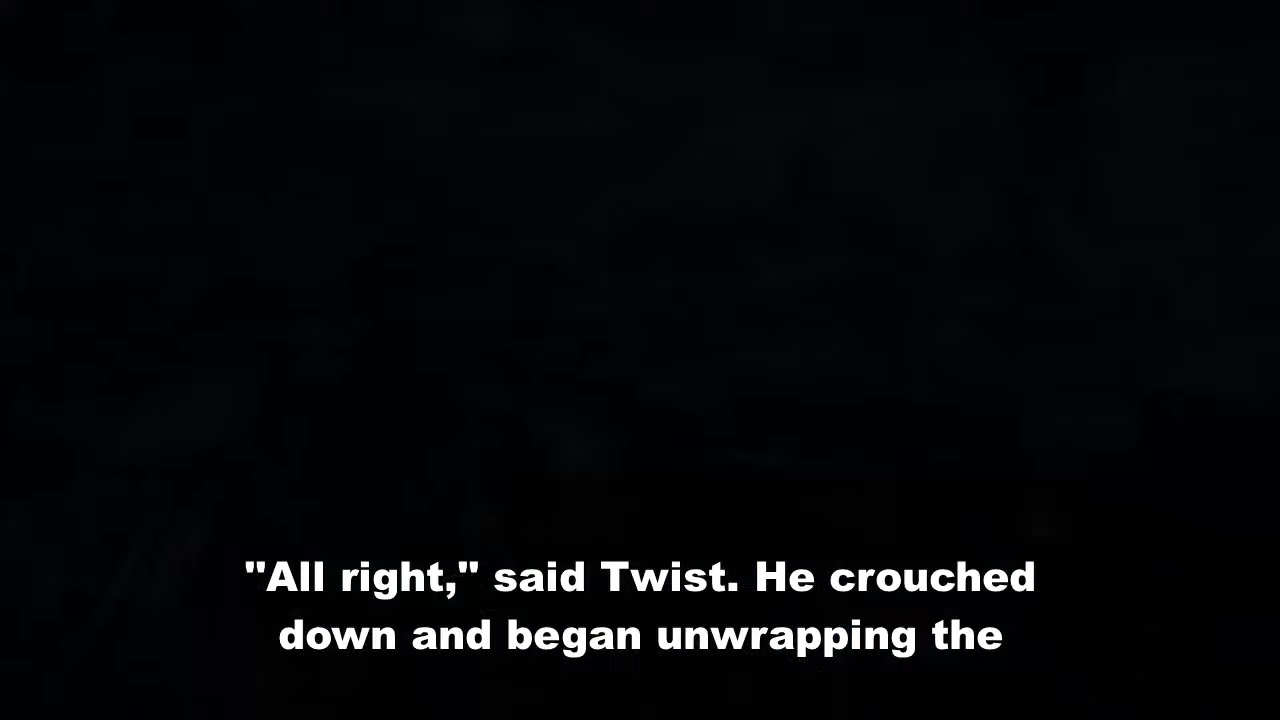 "All right," said Twist. He crouched
down and began unwrapping the